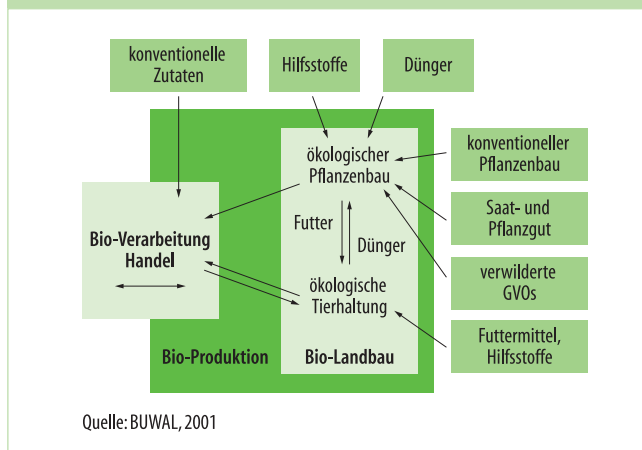 konventionelle
Zutaten
Hilfsstoffe
Dünger
ökologischer
Pflanzenbau
konventioneller
Pflanzenbau
Saat- und
Pflanzgut
Futter
Dünger
Bio-Verarbeitung
Handel
verwilderte
GVOs
ökologische
Tierhaltung
Futtermittel,
Hilfsstoffe
Bio-Produktion
Bio-Landbau
Quelle: BUWAL, 2001